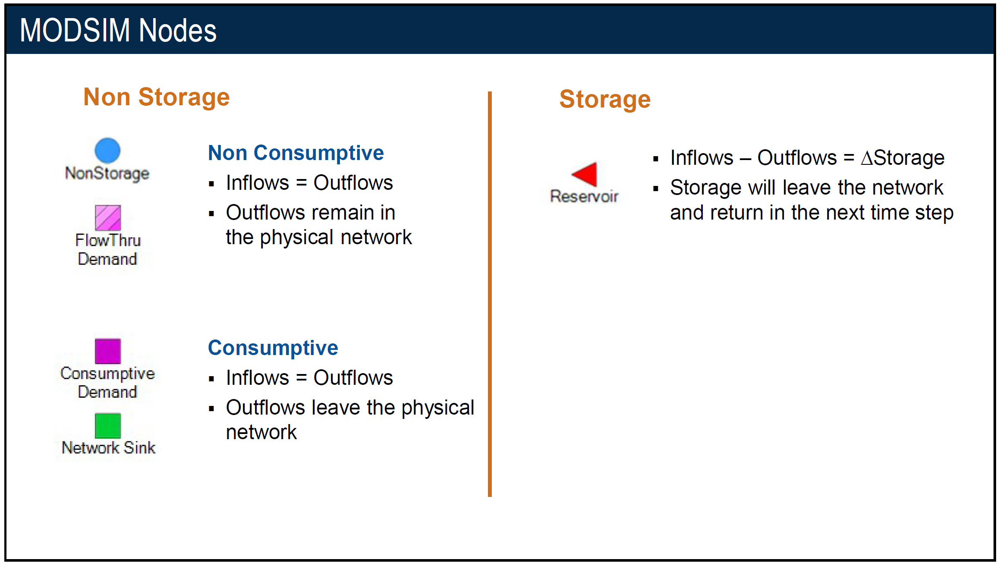 MODSIM Nodes
Non Storage
NonStorage
FlowThru
Demand
Non Consumptive
▪ Inflows = Outflows
▪ Outflows remain in
the physical network
Consumptive
Demand
Network Sink
Consumptive
▪ Inflows = Outflows
▪ Outflows leave the physical
network
Storage
Reservoir
▪ Inflows – Outflows = ΔStorage
▪ Storage will leave the network
and return in the next time step